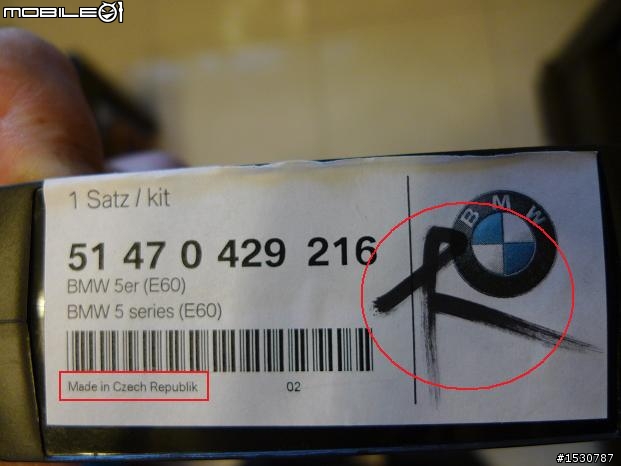 MOBILE01
1 Satz / kit
51 47 0 429 216
BMW 5er (E60)
BMW 5 series (E60)
Made in Czech Republik
02
BMW
R
#1530787